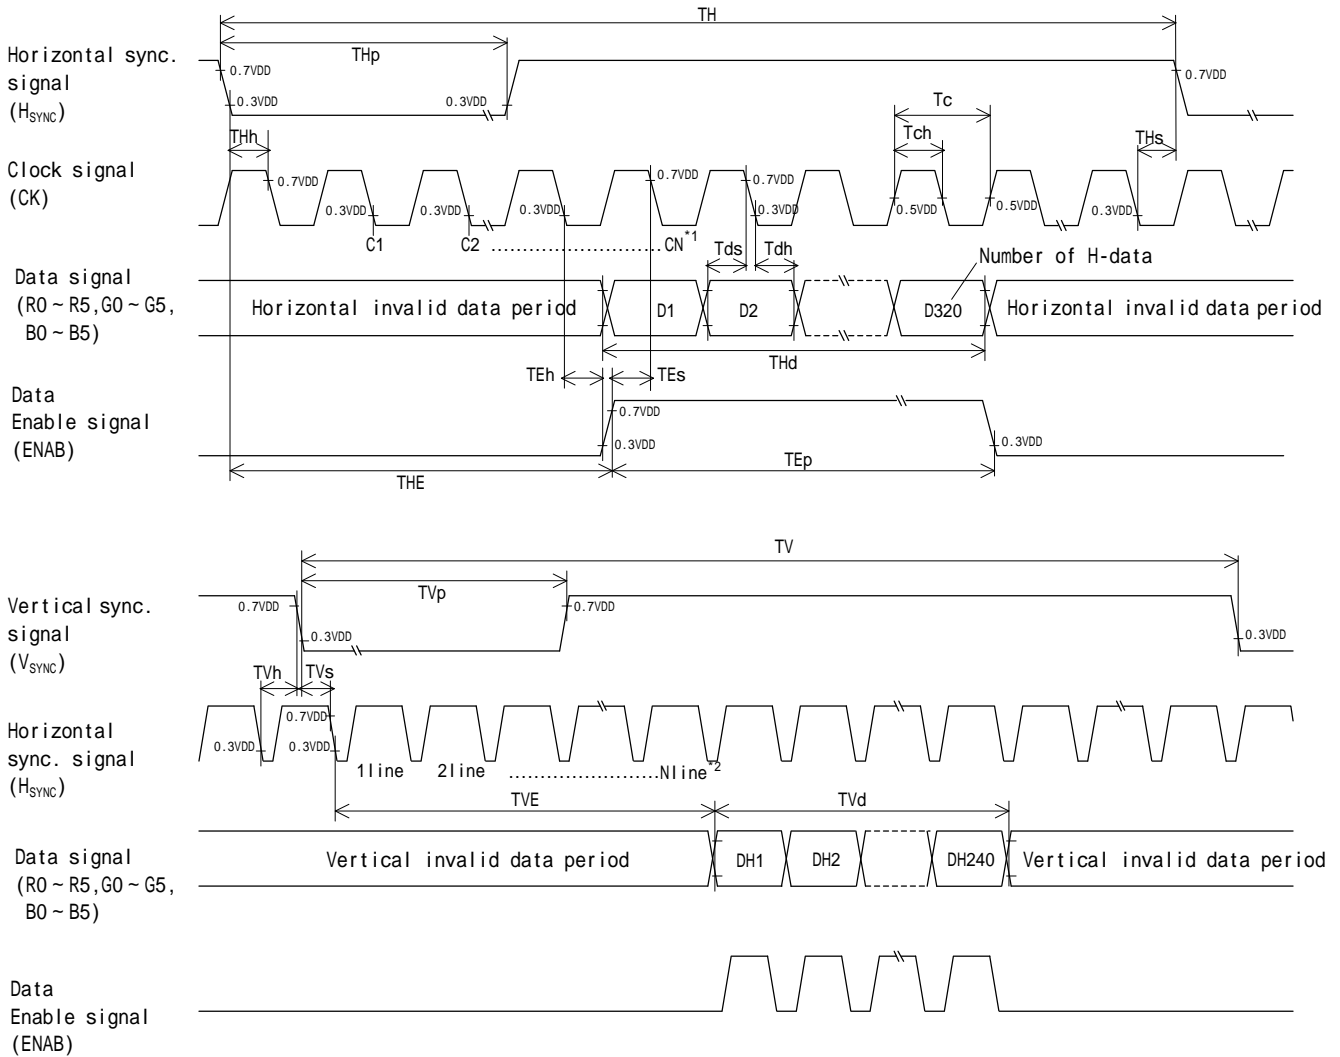 TH
THp
Horizontal sync.
signal
(HSYNC)
0.7VDD
0.3VDD
0.3VDD
0.7VDD
Tc
Tch
THh
THs
Clock signal
(CK)
0.7VDD
0.3VDD
0.3VDD
0.3VDD
0.7VDD
0.7VDD
0.3VDD
0.5VDD
0.5VDD
0.3VDD
C1
C2 ........................ CN*1
Tds
Tdh
Number of H-data
Data signal
(R0~R5,G0~G5,
B0~B5)
Horizontal invalid data period
D1
D2
D320
Horizontal invalid data period
THd
TEh
TEs
Data
Enable signal
(ENAB)
0.7VDD
0.3VDD
0.3VDD
THE
TEp
TV
TVp
Vertical sync.
signal
(VSYNC)
0.7VDD
0.3VDD
0.7VDD
0.3VDD
TVh
TVs
Horizontal
sync. signal
(HSYNC)
0.7VDD
0.3VDD
0.3VDD
1line
2line ........................Nline*2
TVE
TVd
Data signal
(R0~R5,G0~G5,
B0~B5)
Vertical invalid data period
DH1
DH2
DH240
Vertical invalid data period
Data
Enable signal
(ENAB)